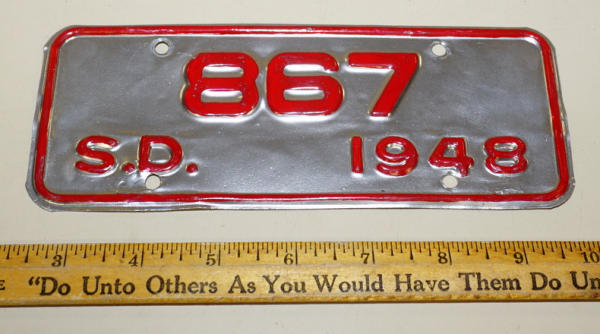 867
S.D. 1948
3 4 5 6 7 8 9 10
"Do Unto Others As You Would Have Them Do Un